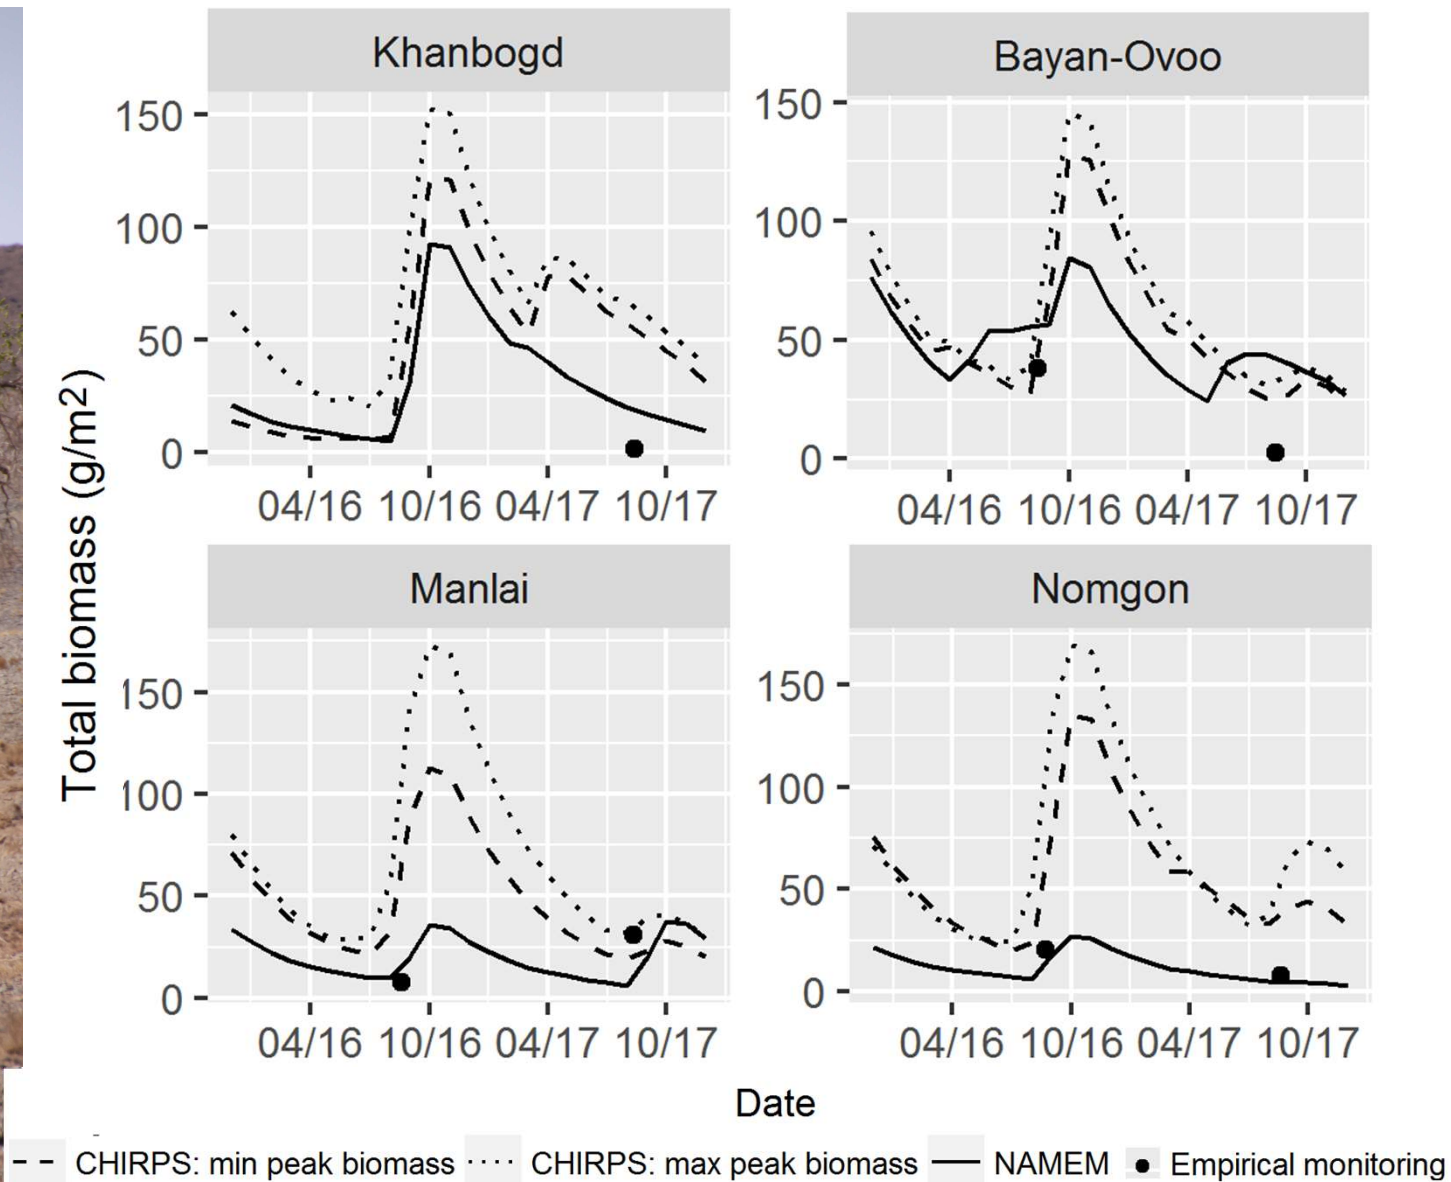 Khanbogd
Bayan-Ovoo
150
100
50
0
04/16 10/16 04/17 10/17
150
100
50
0
04/16 10/16 04/17 10/17
Manlai
Nomgon
150
100
50
0
04/16 10/16 04/17 10/17
150
100
50
0
04/16 10/16 04/17 10/17
Total biomass (g/m²)
Date
CHIRPS: min peak biomass CHIRPS: max peak biomass NAMEM Empirical monitoring